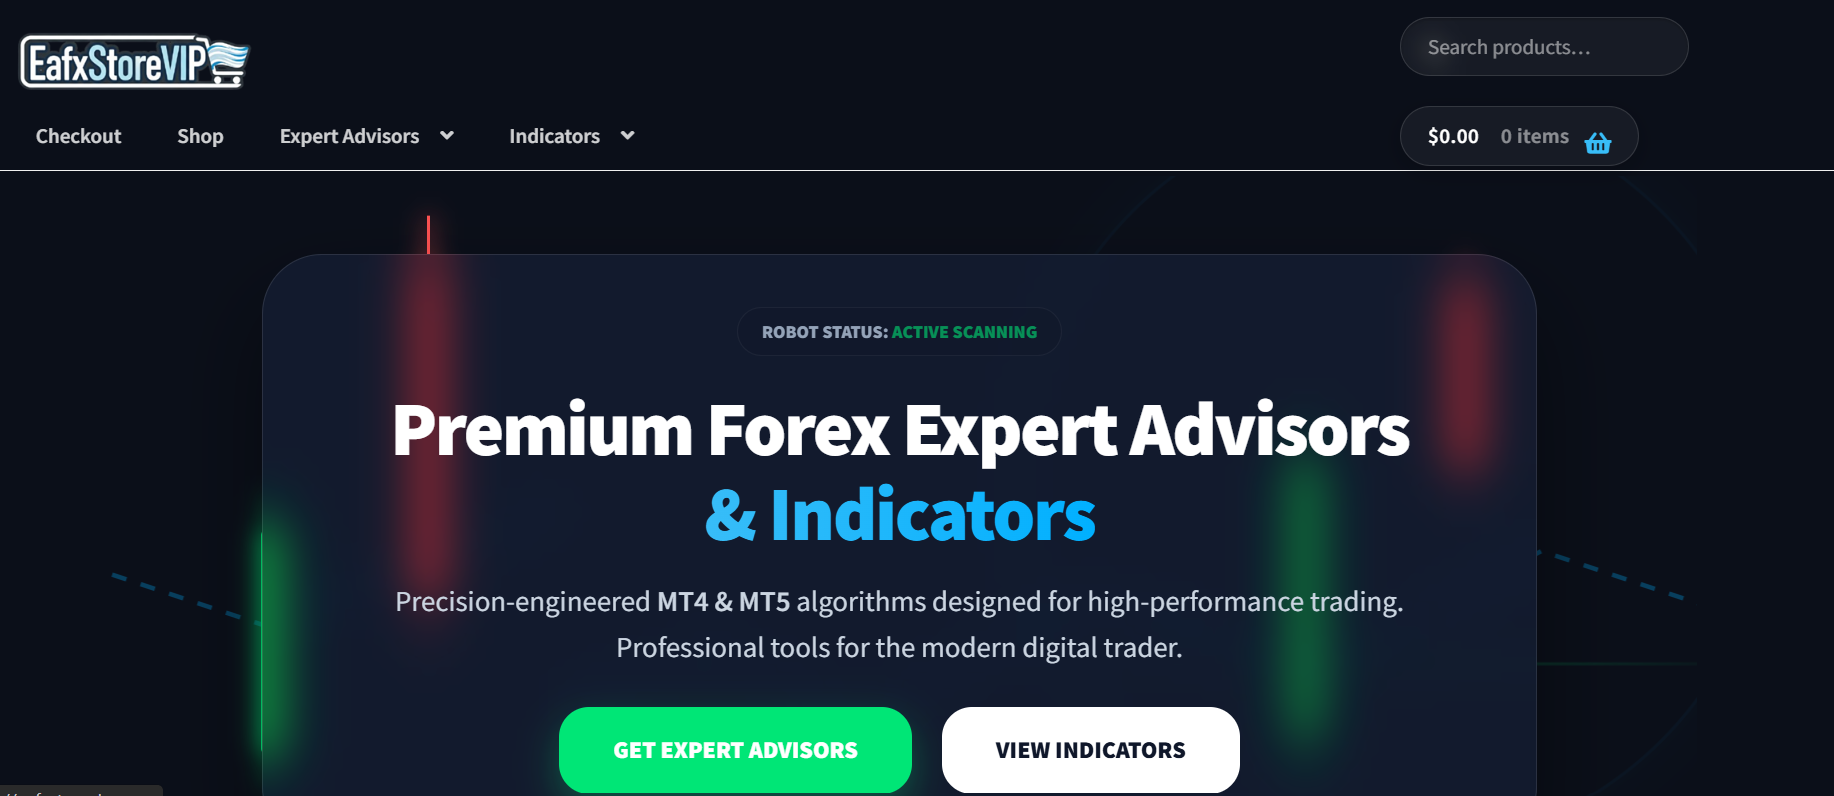 EafxStoreVIP
Search products...
Checkout
Shop
Expert Advisors
Indicators
$0.00 0 items
ROBOT STATUS: ACTIVE SCANNING
Premium Forex Expert Advisors
& Indicators
Precision-engineered MT4 & MT5 algorithms designed for high-performance trading.
Professional tools for the modern digital trader.
GET EXPERT ADVISORS
VIEW INDICATORS